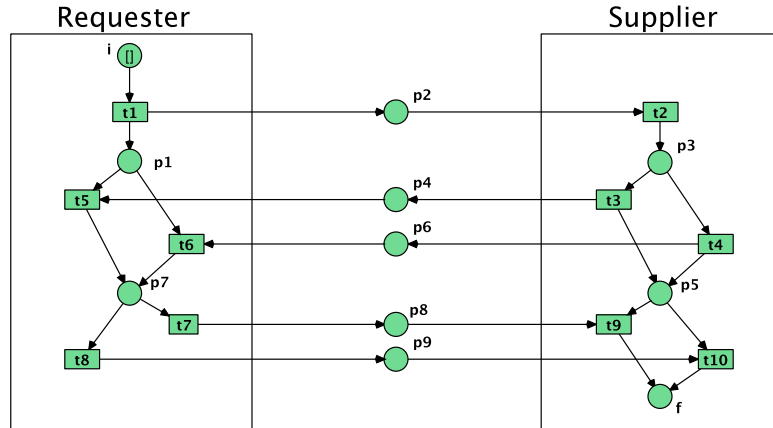 Requester Supplier
i []
p2
t1 t2
p1 p3
p4
t5 t3
p6
t6 t4
p7 p5
p8
t7 t9
p9
t8 t10
f